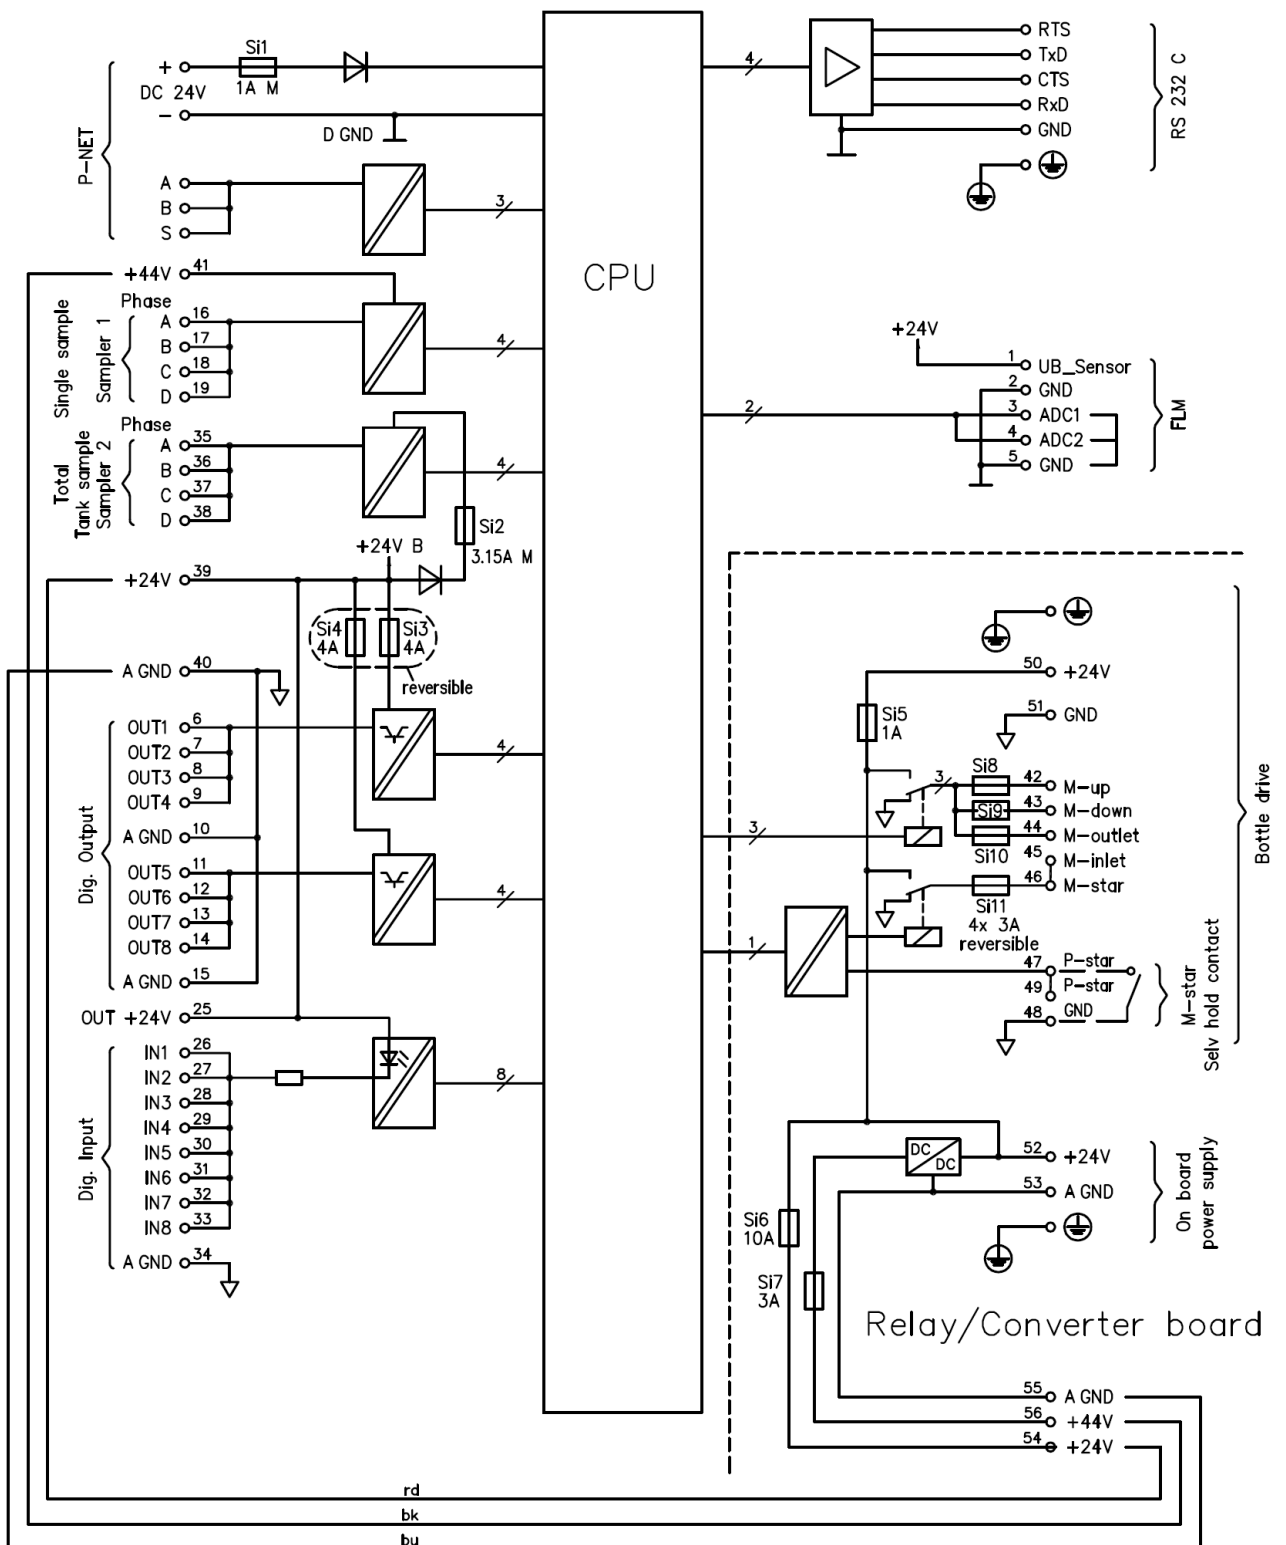 P-NET
+
DC 24V
-
Si1
1A M
D GND
A
B
S
3
+44V
41
Single sample
Sampler 1
Phase
A 16
B 17
C 18
D 19
4
Total
Tank sample
Sampler 2
Phase
A 35
B 36
C 37
D 38
4
Si2
3.15A M
+24V B
+24V 39
Si4
4A
Si3
4A
reversible
A GND 40
Dig. Output
OUT1 6
OUT2 7
OUT3 8
OUT4 9
4
A GND 10
OUT5 11
OUT6 12
OUT7 13
OUT8 14
4
A GND 15
OUT +24V 25
Dig. Input
IN1 26
IN2 27
IN3 28
IN4 29
IN5 30
IN6 31
IN7 32
IN8 33
8
A GND 34
CPU
4
RTS
TxD
CTS
RxD
GND
RS 232 C
+24V
2
1 UB_Sensor
2 GND
3 ADC1
4 ADC2
5 GND
FLM
50 +24V
Si5
1A
51 GND
3
Si8
42 M-up
Si9
43 M-down
44 M-outlet
Si10
45 M-inlet
46 M-star
Si11
4x 3A
reversible
3
1
47 P-star
49 P-star
48 GND
M-star
Selv hold contact
Bottle drive
DC
DC
52 +24V
53 A GND
On board
power supply
Si6
10A
Si7
3A
Relay/Converter board
55 A GND
56 +44V
54 +24V
rd
bk
bu